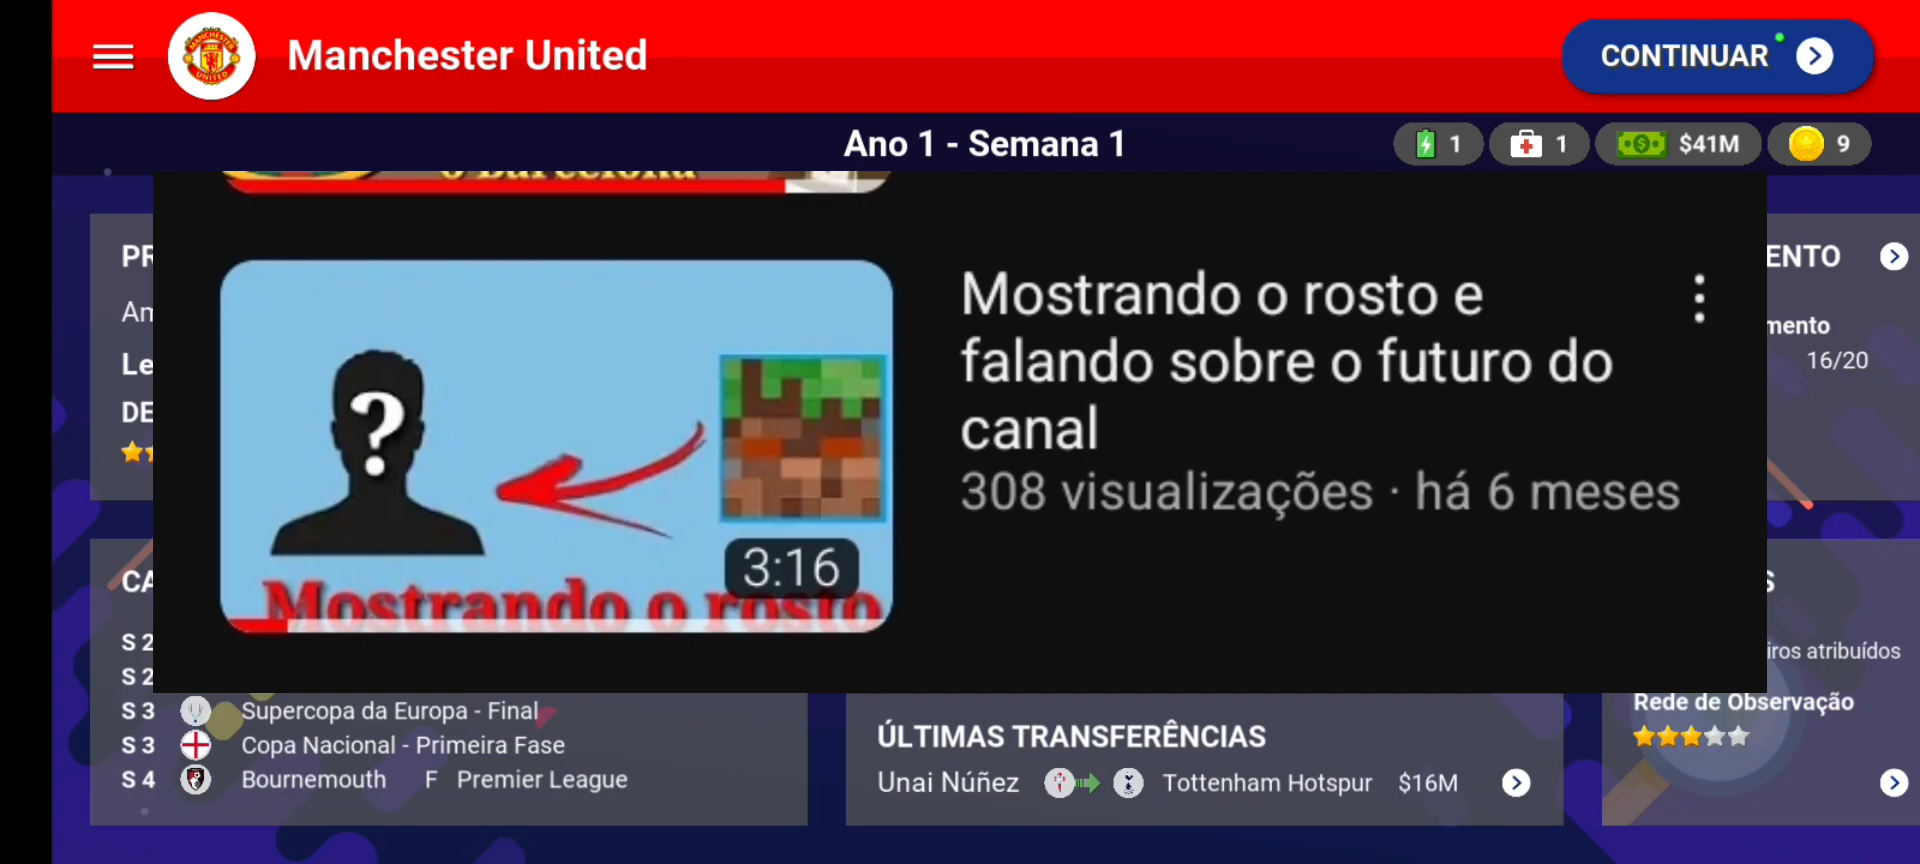 Manchester United
CONTINUAR
Ano 1 - Semana 1
1
1
$41M
9
o Barcelona
PR
ENTO
An
mento
16/20
Le
DE
Mostrando o rosto e
falando sobre o futuro do
canal
308 visualizações · há 6 meses
?
3:16
Mostrando o rosto
CA
S
S 2
iros atribuídos
S 2
Rede de Observação
S 3 Supercopa da Europa - Final
S 3 Copa Nacional - Primeira Fase
S 4 Bournemouth F Premier League
ÚLTIMAS TRANSFERÊNCIAS
Unai Núñez Tottenham Hotspur $16M